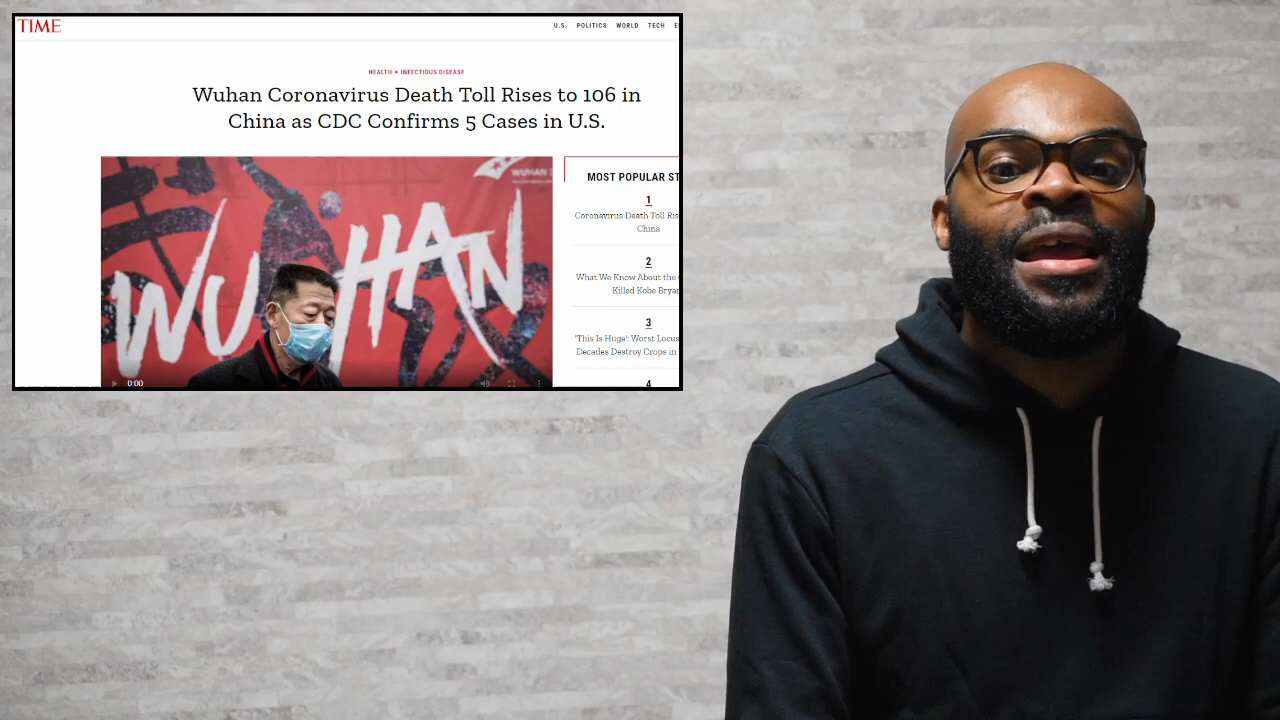 TIME
U.S. POLITICS WORLD TECH
HEALTH • INFECTIOUS DISEASE
Wuhan Coronavirus Death Toll Rises to 106 in
China as CDC Confirms 5 Cases in U.S.
WUHAN
WUHAN
0:00
MOST POPULAR
1
Coronavirus Death Toll
China
2
What We Know About the
Killed Kobe
3
'This Is Huge': Worst
Decades Destroy Crops in
4